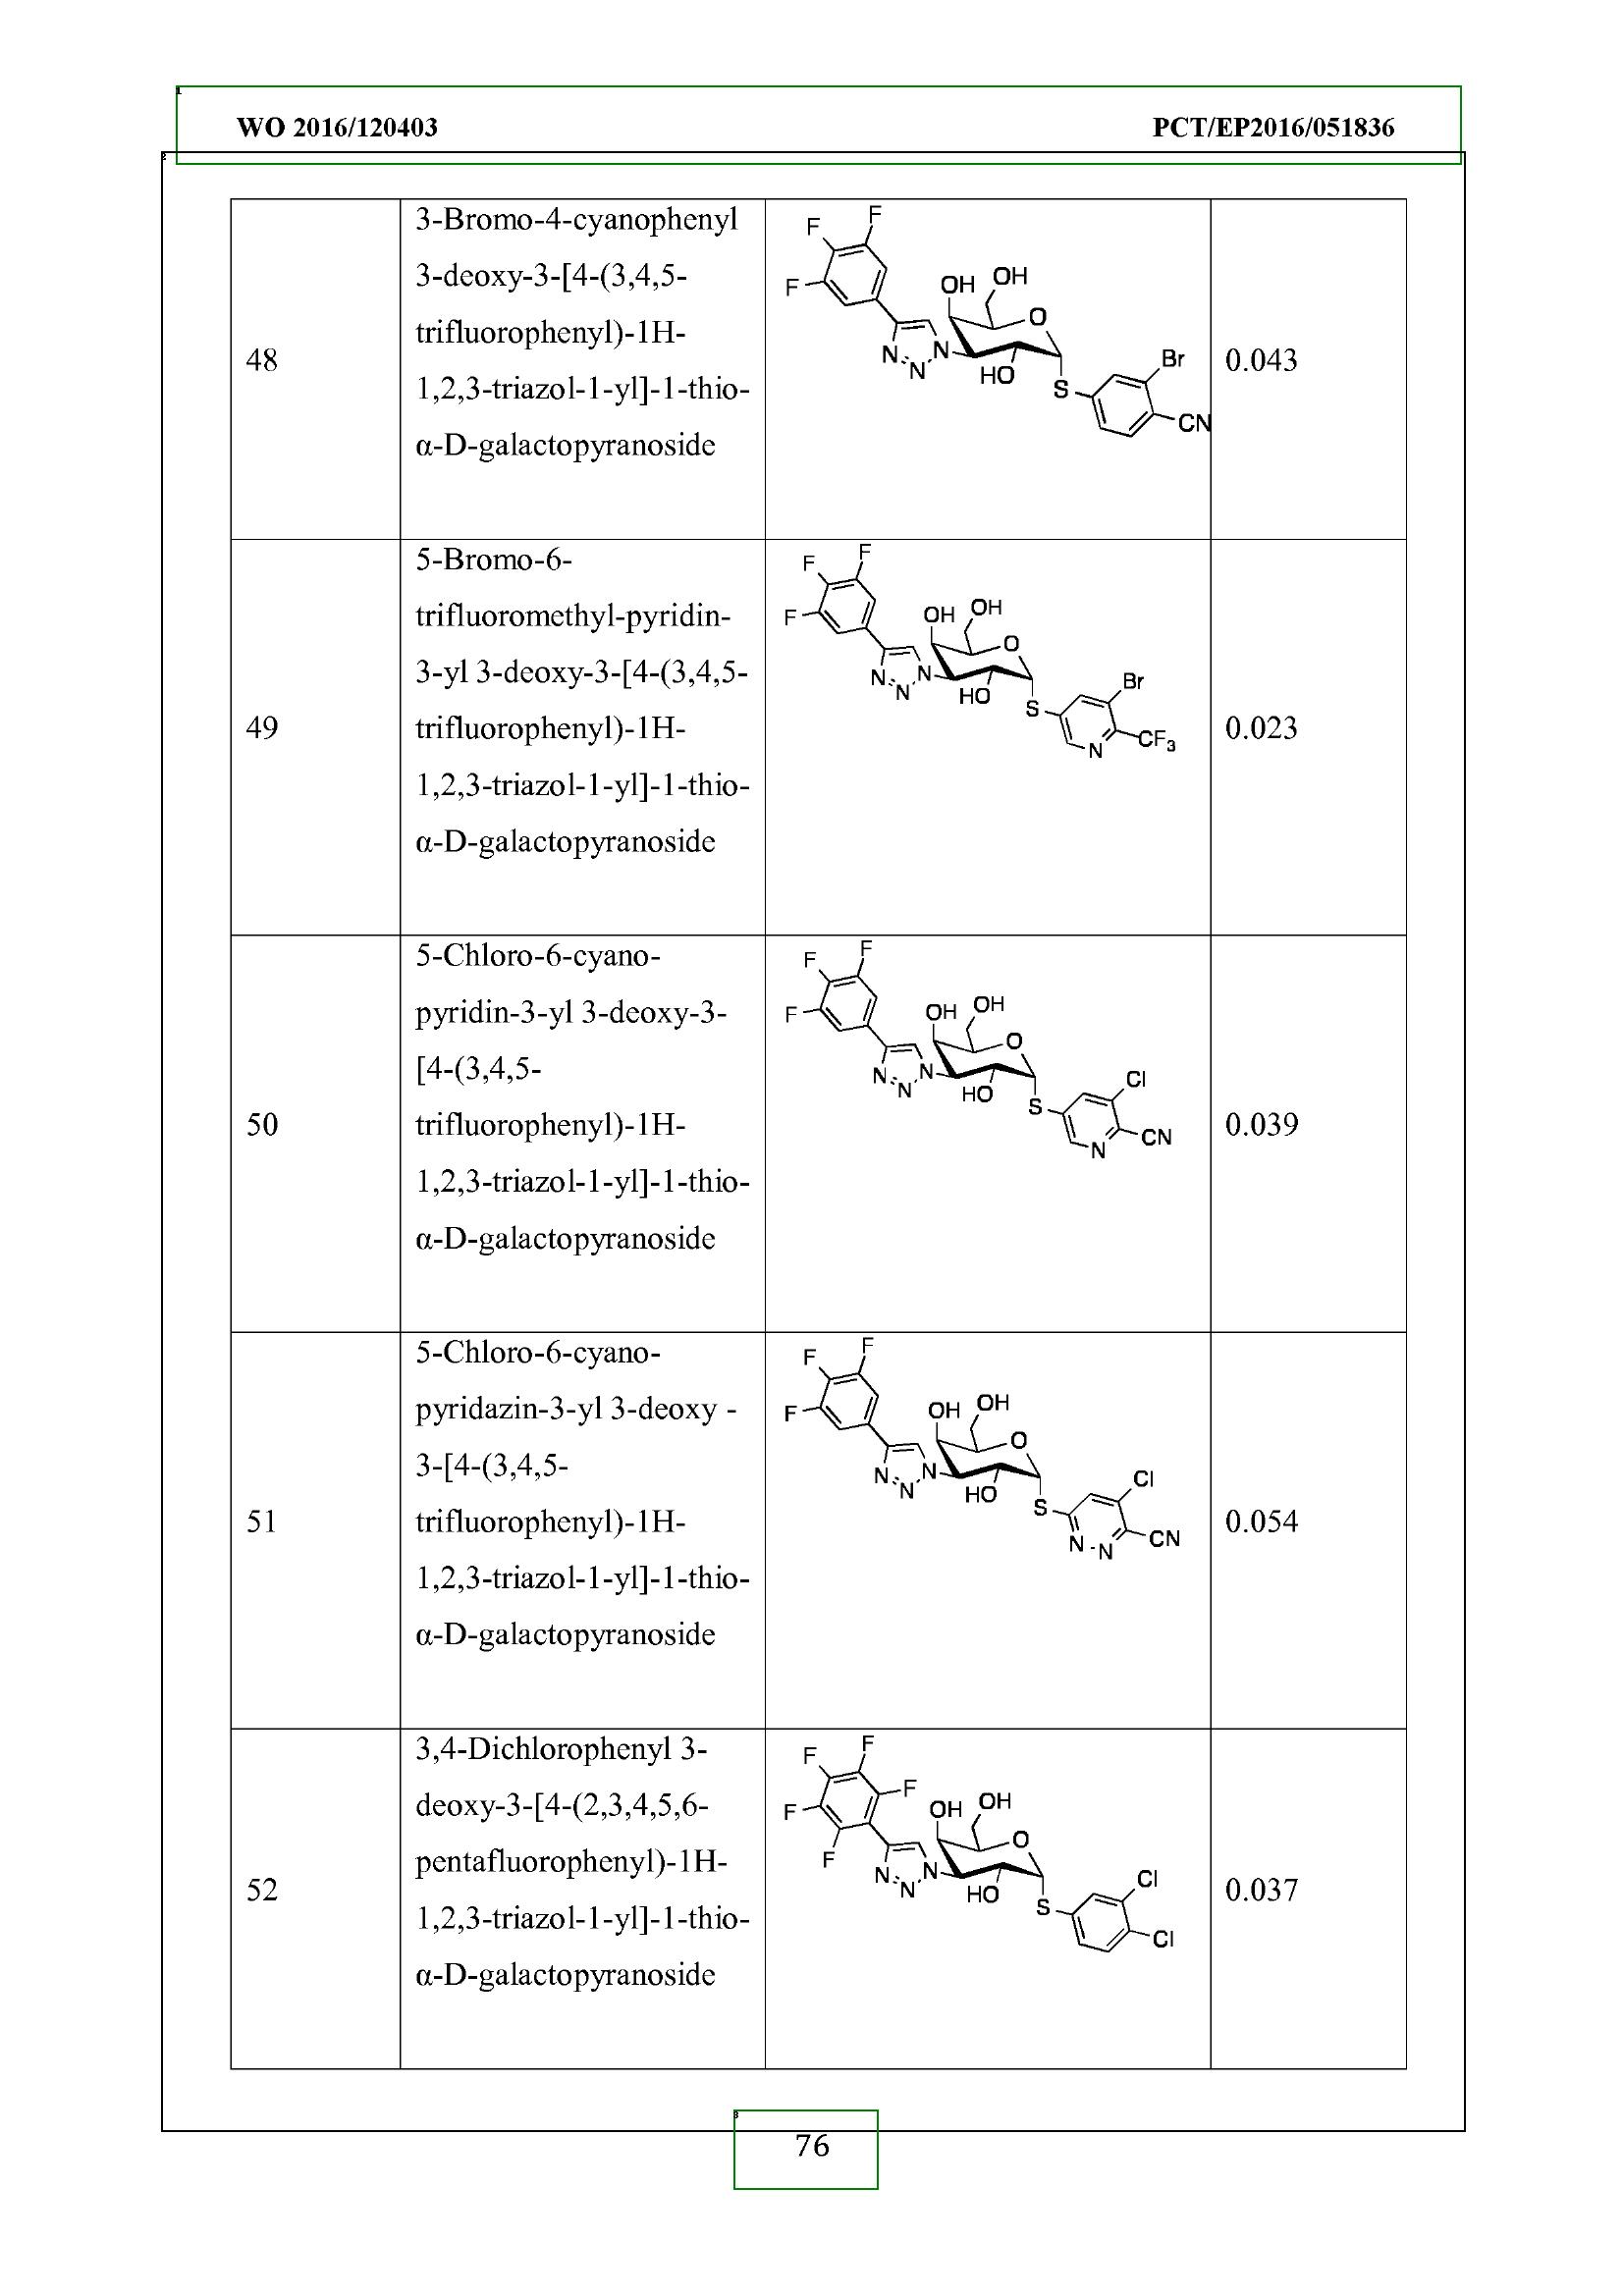 WO 2016/120403 PCT/EP2016/051836
48
3-Bromo-4-cyanophenyl
3-deoxy-3-[4-(3,4,5-
trifluorophenyl)-1H-
1,2,3-triazol-1-yl]-1-thio-
α-D-galactopyranoside
F
F
F
OH
OH
O
N
N
N
HO
S
Br
CN
0.043
49
5-Bromo-6-
trifluoromethyl-pyridin-
3-yl 3-deoxy-3-[4-(3,4,5-
trifluorophenyl)-1H-
1,2,3-triazol-1-yl]-1-thio-
α-D-galactopyranoside
F
F
F
OH
OH
O
N
N
N
HO
S
Br
N
CF3
0.023
50
5-Chloro-6-cyano-
pyridin-3-yl 3-deoxy-3-
[4-(3,4,5-
trifluorophenyl)-1H-
1,2,3-triazol-1-yl]-1-thio-
α-D-galactopyranoside
F
F
F
OH
OH
O
N
N
N
HO
S
Cl
N
CN
0.039
51
5-Chloro-6-cyano-
pyridazin-3-yl 3-deoxy -
3-[4-(3,4,5-
trifluorophenyl)-1H-
1,2,3-triazol-1-yl]-1-thio-
α-D-galactopyranoside
F
F
F
OH
OH
O
N
N
N
HO
S
Cl
N
N
CN
0.054
52
3,4-Dichlorophenyl 3-
deoxy-3-[4-(2,3,4,5,6-
pentafluorophenyl)-1H-
1,2,3-triazol-1-yl]-1-thio-
α-D-galactopyranoside
F
F
F
F
F
OH
OH
O
N
N
N
HO
S
Cl
Cl
0.037
76